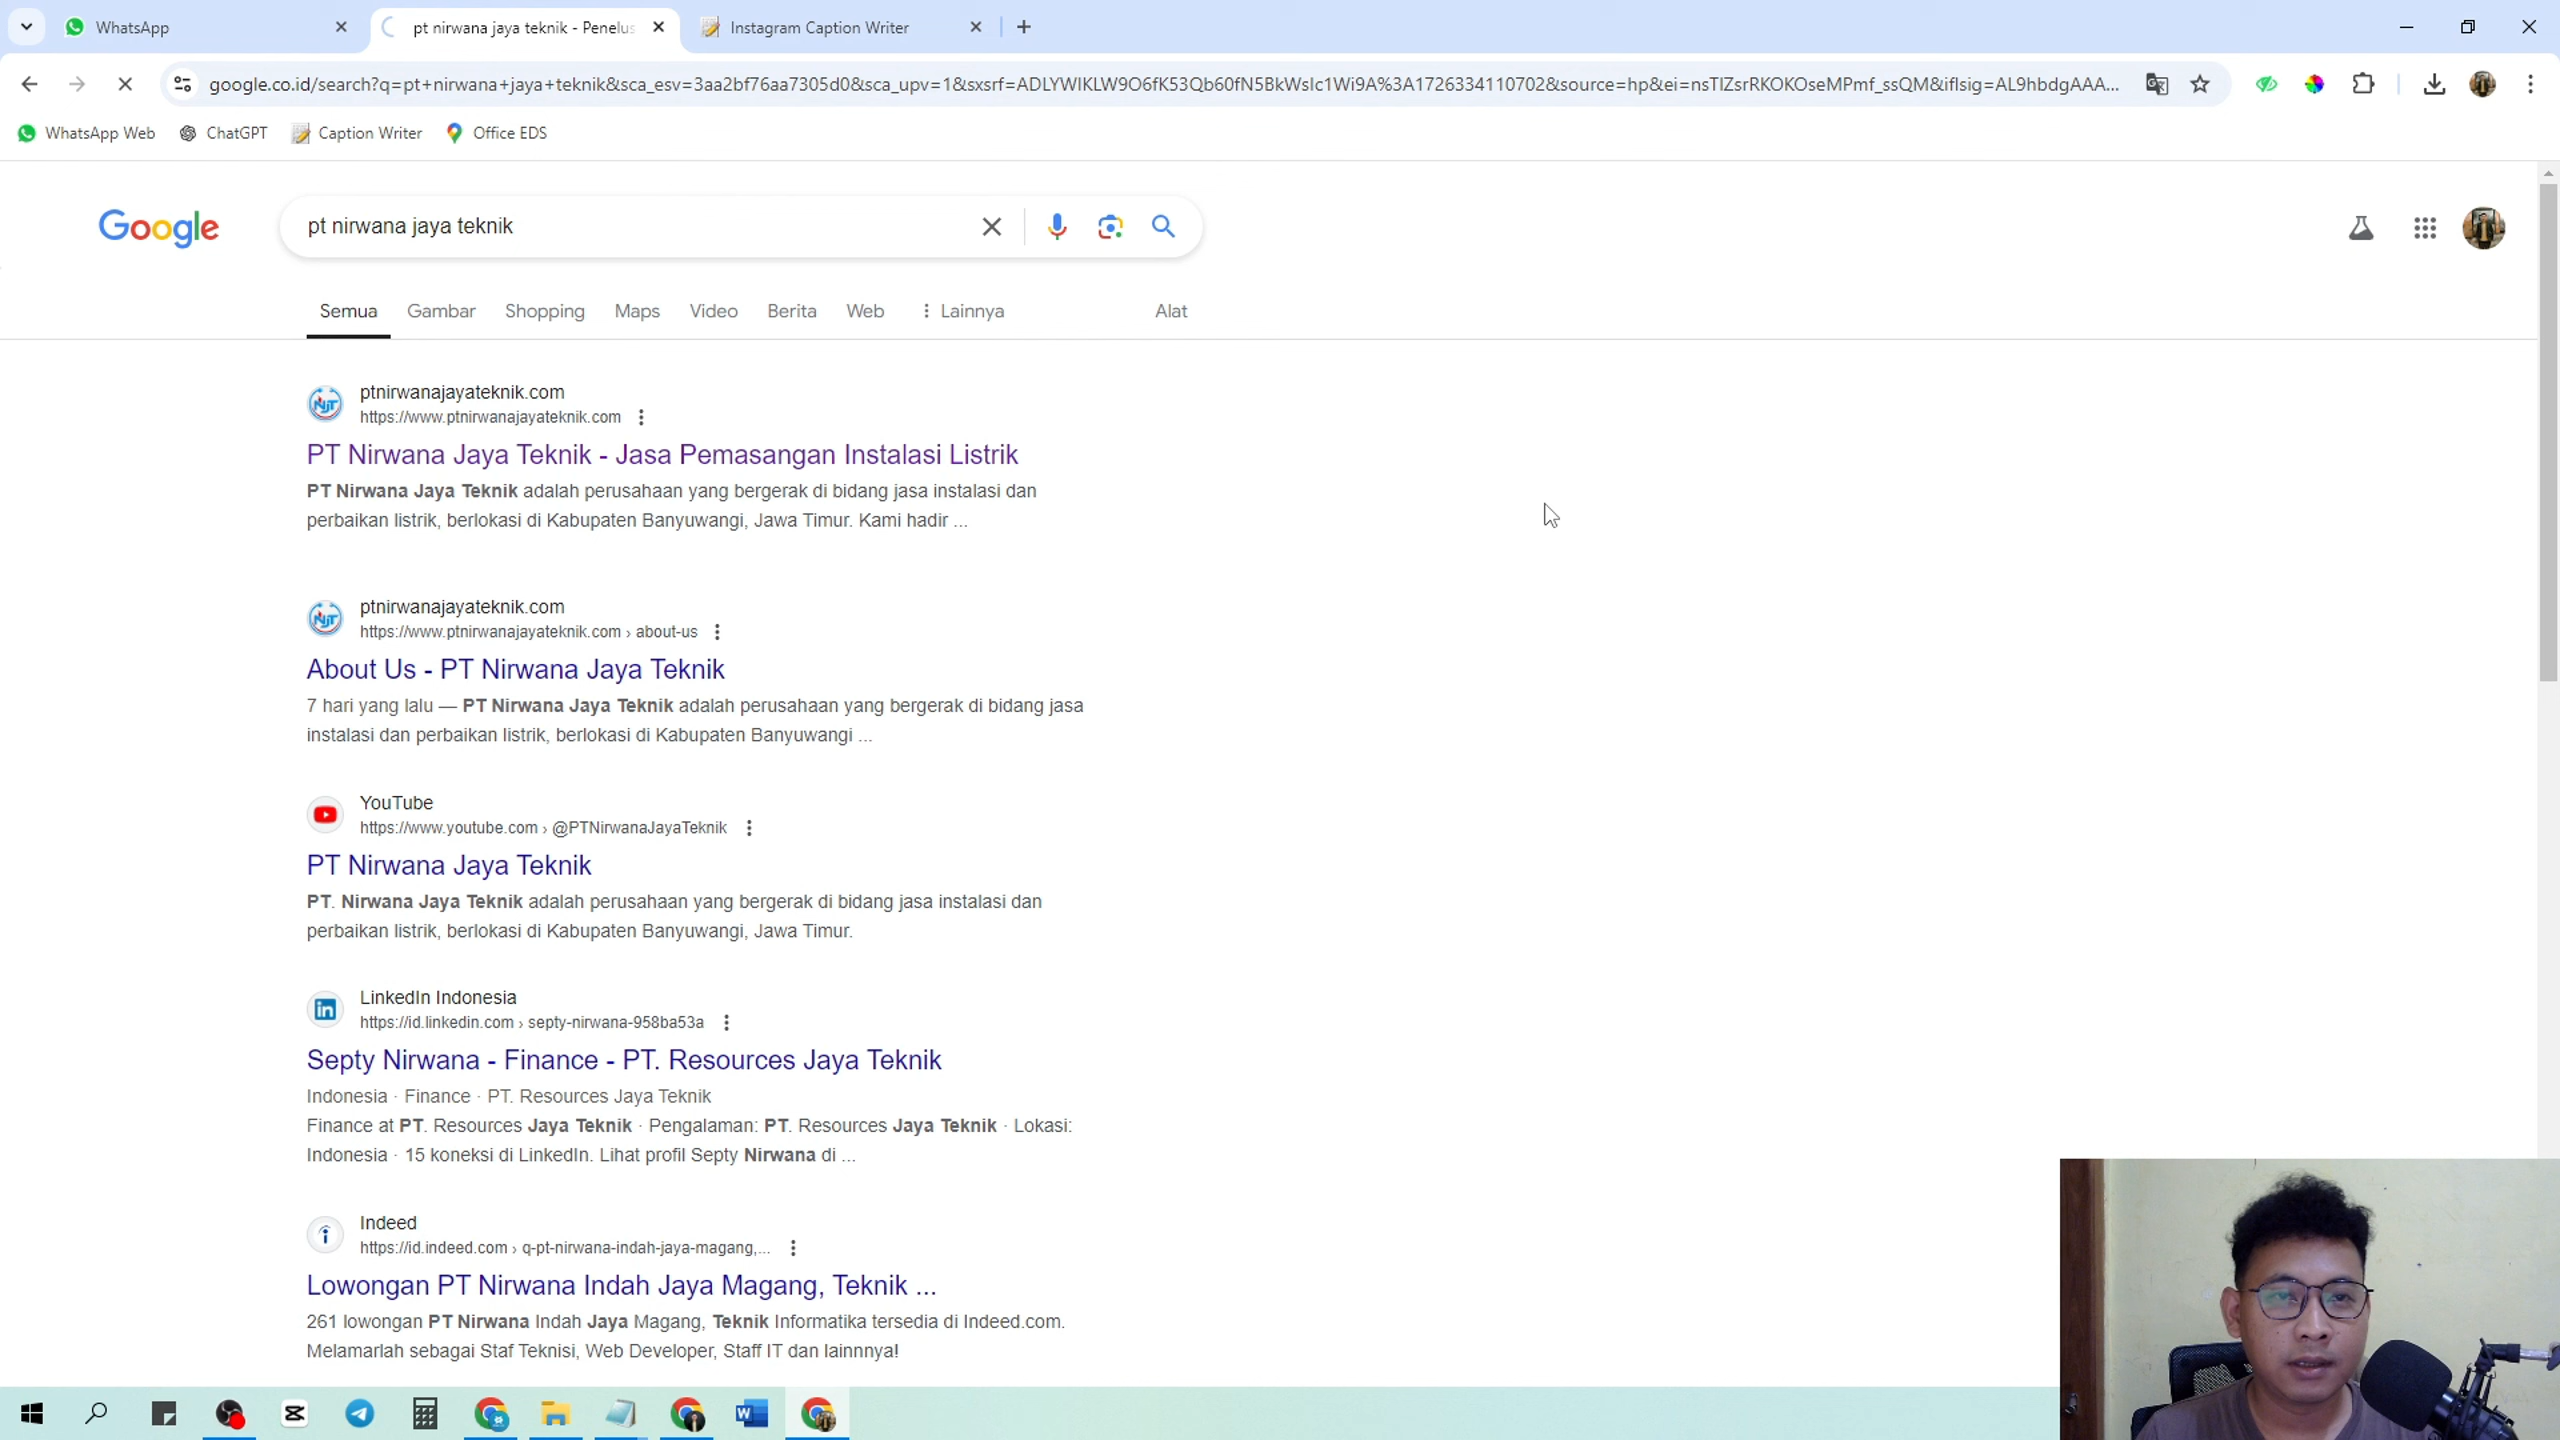 WhatsApp
pt nirwana jaya teknik - Penelus
Instagram Caption Writer
google.co.id/search?q=pt+nirwana+jaya+teknik&sca_esv=3aa2bf76aa7305d0&sca_upv=1&sxsrf=ADLYWIKLW9O6fK53Qb60fN5BkWsIc1Wi9A%3A1726334110702&source=hp&ei=nsTlZsrRKOKOseMPmf_ssQM&iflsig=AL9hbdgAAA...
WhatsApp Web
ChatGPT
Caption Writer
Office EDS
Google
pt nirwana jaya teknik
Semua
Gambar
Shopping
Maps
Video
Berita
Web
Lainnya
Alat
NJT
ptnirwanajayateknik.com
https://www.ptnirwanajayateknik.com
PT Nirwana Jaya Teknik - Jasa Pemasangan Instalasi Listrik
PT Nirwana Jaya Teknik adalah perusahaan yang bergerak di bidang jasa instalasi dan
perbaikan listrik, berlokasi di Kabupaten Banyuwangi, Jawa Timur. Kami hadir ...
NJT
ptnirwanajayateknik.com
https://www.ptnirwanajayateknik.com › about-us
About Us - PT Nirwana Jaya Teknik
7 hari yang lalu — PT Nirwana Jaya Teknik adalah perusahaan yang bergerak di bidang jasa
instalasi dan perbaikan listrik, berlokasi di Kabupaten Banyuwangi ...
YouTube
https://www.youtube.com › @PTNirwanaJayaTeknik
PT Nirwana Jaya Teknik
PT. Nirwana Jaya Teknik adalah perusahaan yang bergerak di bidang jasa instalasi dan
perbaikan listrik, berlokasi di Kabupaten Banyuwangi, Jawa Timur.
in
LinkedIn Indonesia
https://id.linkedin.com › septy-nirwana-958ba53a
Septy Nirwana - Finance - PT. Resources Jaya Teknik
Indonesia · Finance · PT. Resources Jaya Teknik
Finance at PT. Resources Jaya Teknik · Pengalaman: PT. Resources Jaya Teknik · Lokasi:
Indonesia · 15 koneksi di LinkedIn. Lihat profil Septy Nirwana di ...
Indeed
https://id.indeed.com › q-pt-nirwana-indah-jaya-magang,...
Lowongan PT Nirwana Indah Jaya Magang, Teknik ...
261 lowongan PT Nirwana Indah Jaya Magang, Teknik Informatika tersedia di Indeed.com.
Melamarlah sebagai Staf Teknisi, Web Developer, Staff IT dan lainnnya!